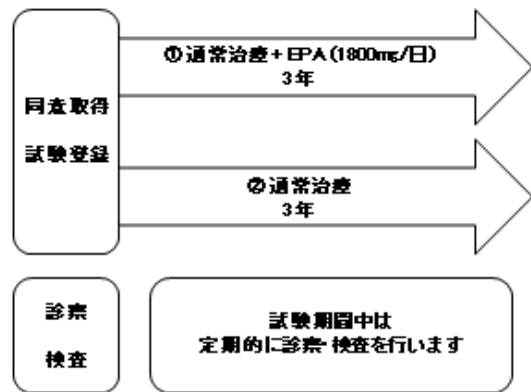 ①通常治療+EPA(1800mg/日)
3年
同意取得
試験登録
②通常治療
3年
診察
検査
試験期間中は
定期的に診察・検査を行います